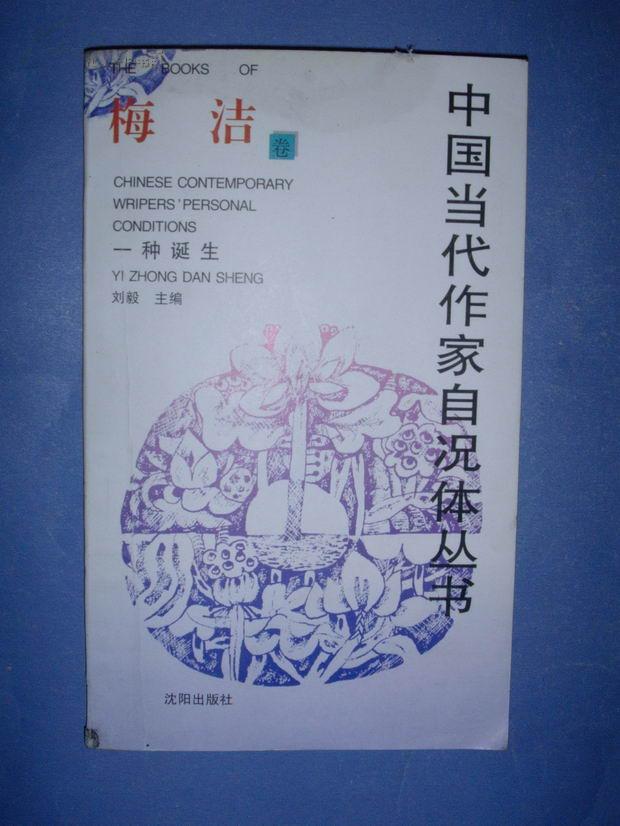 THE BOOKS OF
梅洁
卷
CHINESE CONTEMPORARY
WRIPERS'PERSONAL
CONDITIONS
一种诞生
YI ZHONG DAN SHENG
刘毅 主编
中国当代作家自况体丛书
沈阳出版社